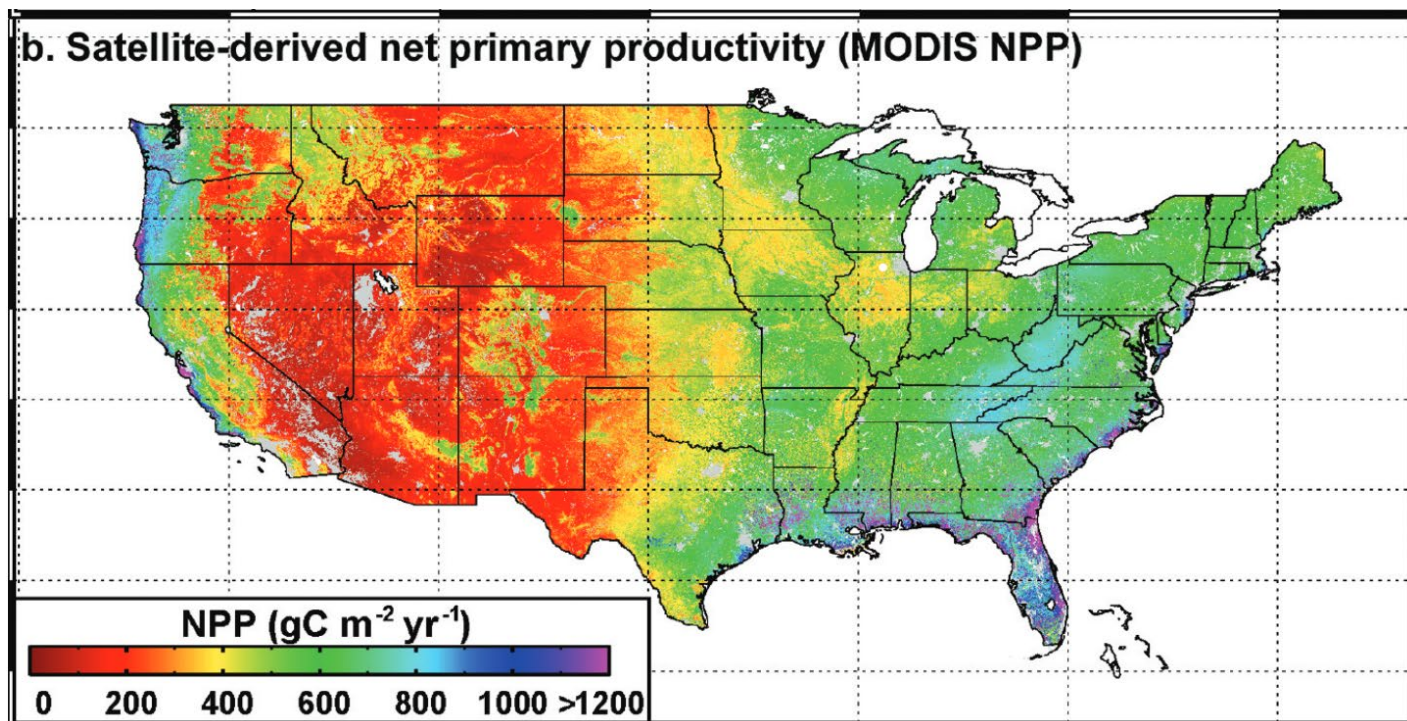 b. Satellite-derived net primary productivity (MODIS NPP)
NPP (gC m⁻² yr⁻¹)
0 200 400 600 800 1000 >1200